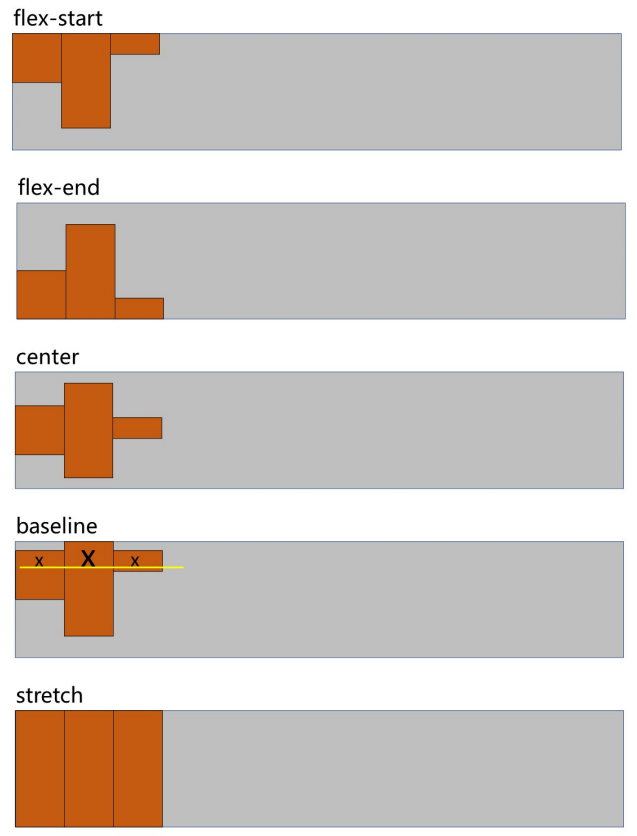 flex-start
flex-end
center
baseline
x X x
stretch